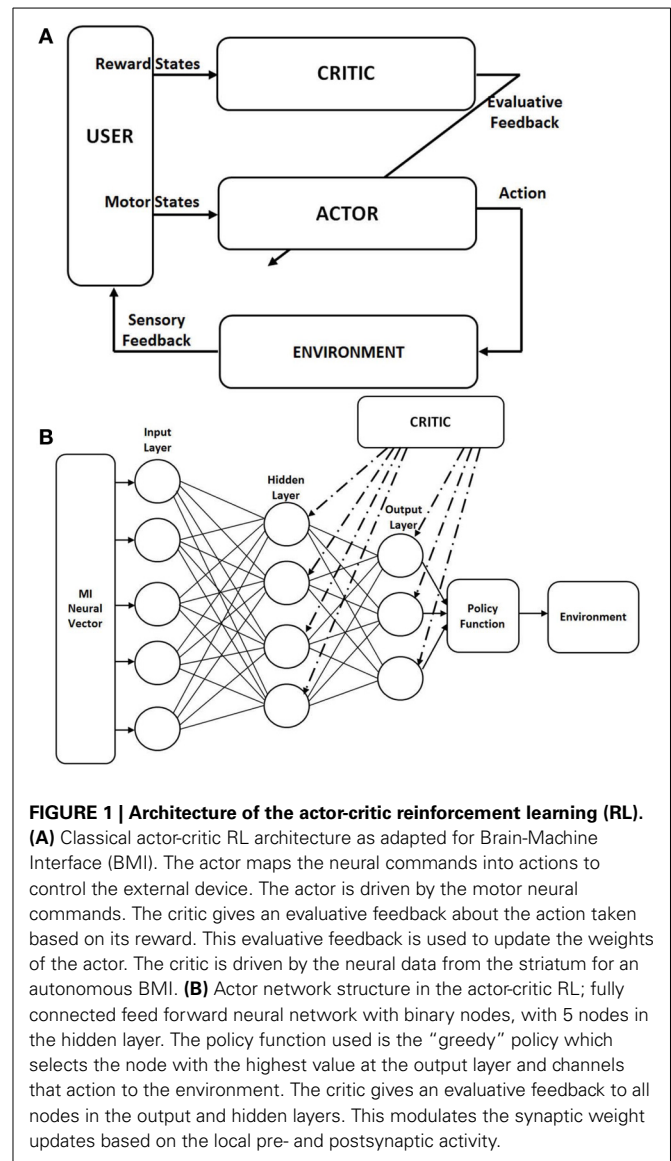 A
Reward States
CRITIC
Evaluative
Feedback
USER
Motor States
ACTOR
Action
Sensory
Feedback
ENVIRONMENT
B
CRITIC
Input
Layer
Hidden
Layer
Output
Layer
MI
Neural
Vector
Policy
Function
Environment
FIGURE 1 | Architecture of the actor-critic reinforcement learning (RL).
(A) Classical actor-critic RL architecture as adapted for Brain-Machine
Interface (BMI). The actor maps the neural commands into actions to
control the external device. The actor is driven by the motor neural
commands. The critic gives an evaluative feedback about the action taken
based on its reward. This evaluative feedback is used to update the weights
of the actor. The critic is driven by the neural data from the striatum for an
autonomous BMI. (B) Actor network structure in the actor-critic RL; fully
connected feed forward neural network with binary nodes, with 5 nodes in
the hidden layer. The policy function used is the “greedy” policy which
selects the node with the highest value at the output layer and channels
that action to the environment. The critic gives an evaluative feedback to all
nodes in the output and hidden layers. This modulates the synaptic weight
updates based on the local pre- and postsynaptic activity.